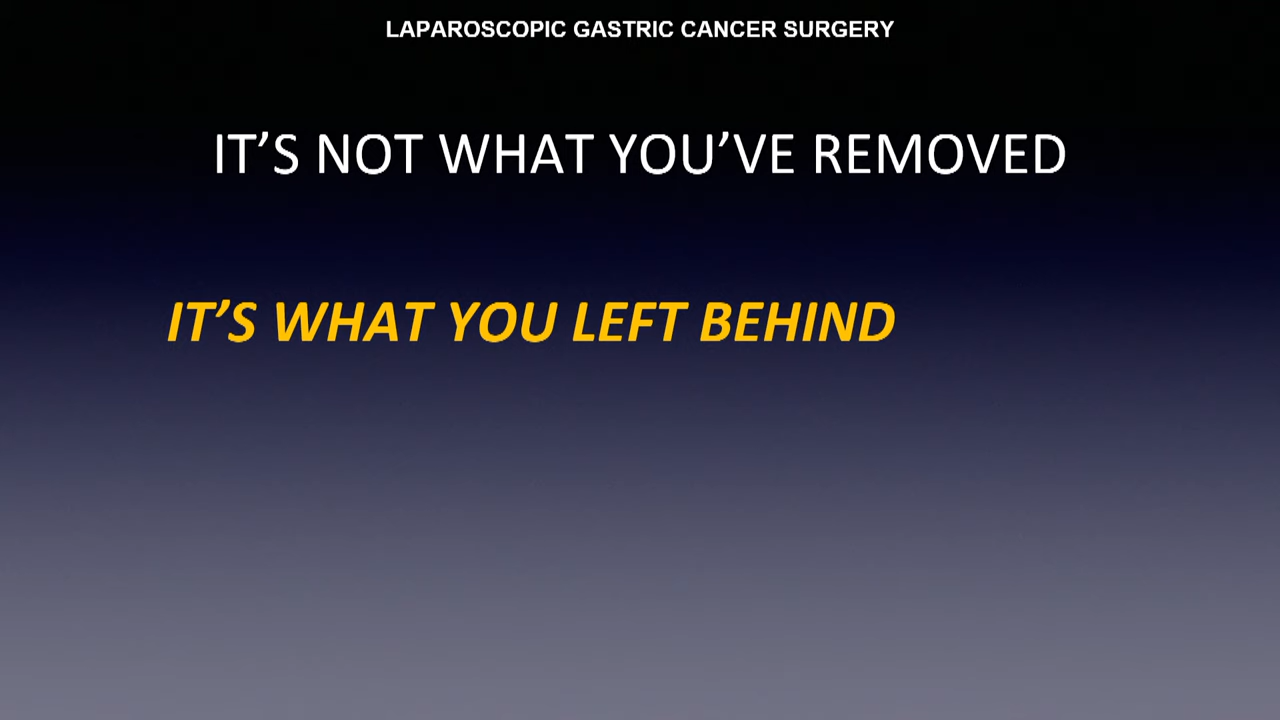 LAPAROSCOPIC GASTRIC CANCER SURGERY
IT’S NOT WHAT YOU’VE REMOVED
IT’S WHAT YOU LEFT BEHIND